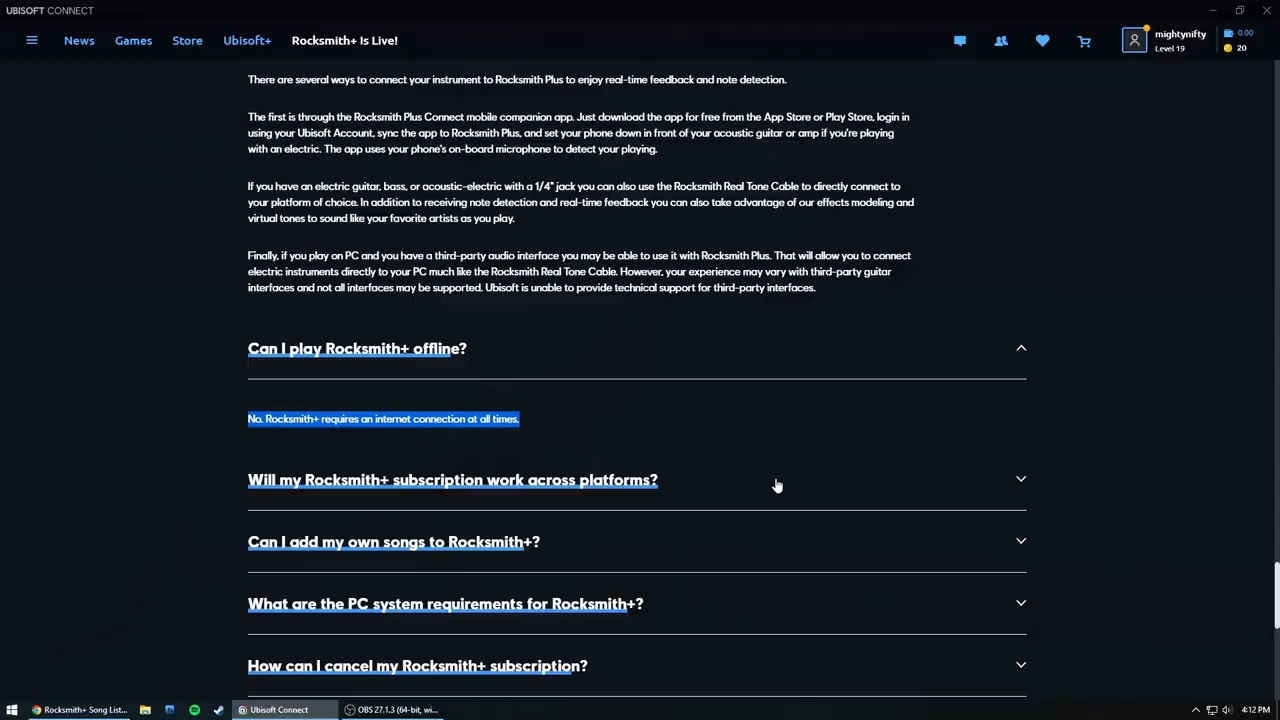 UBISOFT CONNECT
News Games Store Ubisoft+ Rocksmith+ Is Live!
mightynifty
Level 19
0.00
20
There are several ways to connect your instrument to Rocksmith Plus to enjoy real-time feedback and note detection.
The first is through the Rocksmith Plus Connect mobile companion app. Just download the app for free from the App Store or Play Store, login in
using your Ubisoft Account, sync the app to Rocksmith Plus, and set your phone down in front of your acoustic guitar or amp if you're playing
with an electric. The app uses your phone's on-board microphone to detect your playing.
If you have an electric guitar, bass, or acoustic-electric with a 1/4" jack you can also use the Rocksmith Real Tone Cable to directly connect to
your platform of choice. In addition to receiving note detection and real-time feedback you can also take advantage of our effects modeling and
virtual tones to sound like your favorite artists as you play.
Finally, if you play on PC and you have a third-party audio interface you may be able to use it with Rocksmith Plus. That will allow you to connect
electric instruments directly to your PC much like the Rocksmith Real Tone Cable. However, your experience may vary with third-party guitar
interfaces and not all interfaces may be supported. Ubisoft is unable to provide technical support for third-party interfaces.
Can I play Rocksmith+ offline?
No. Rocksmith+ requires an internet connection at all times.
Will my Rocksmith+ subscription work across platforms?
Can I add my own songs to Rocksmith+?
What are the PC system requirements for Rocksmith+?
How can I cancel my Rocksmith+ subscription?
Rocksmith+ Song List... Ubisoft Connect OBS 27.1.3 (64-bit, wi... 4:12 PM